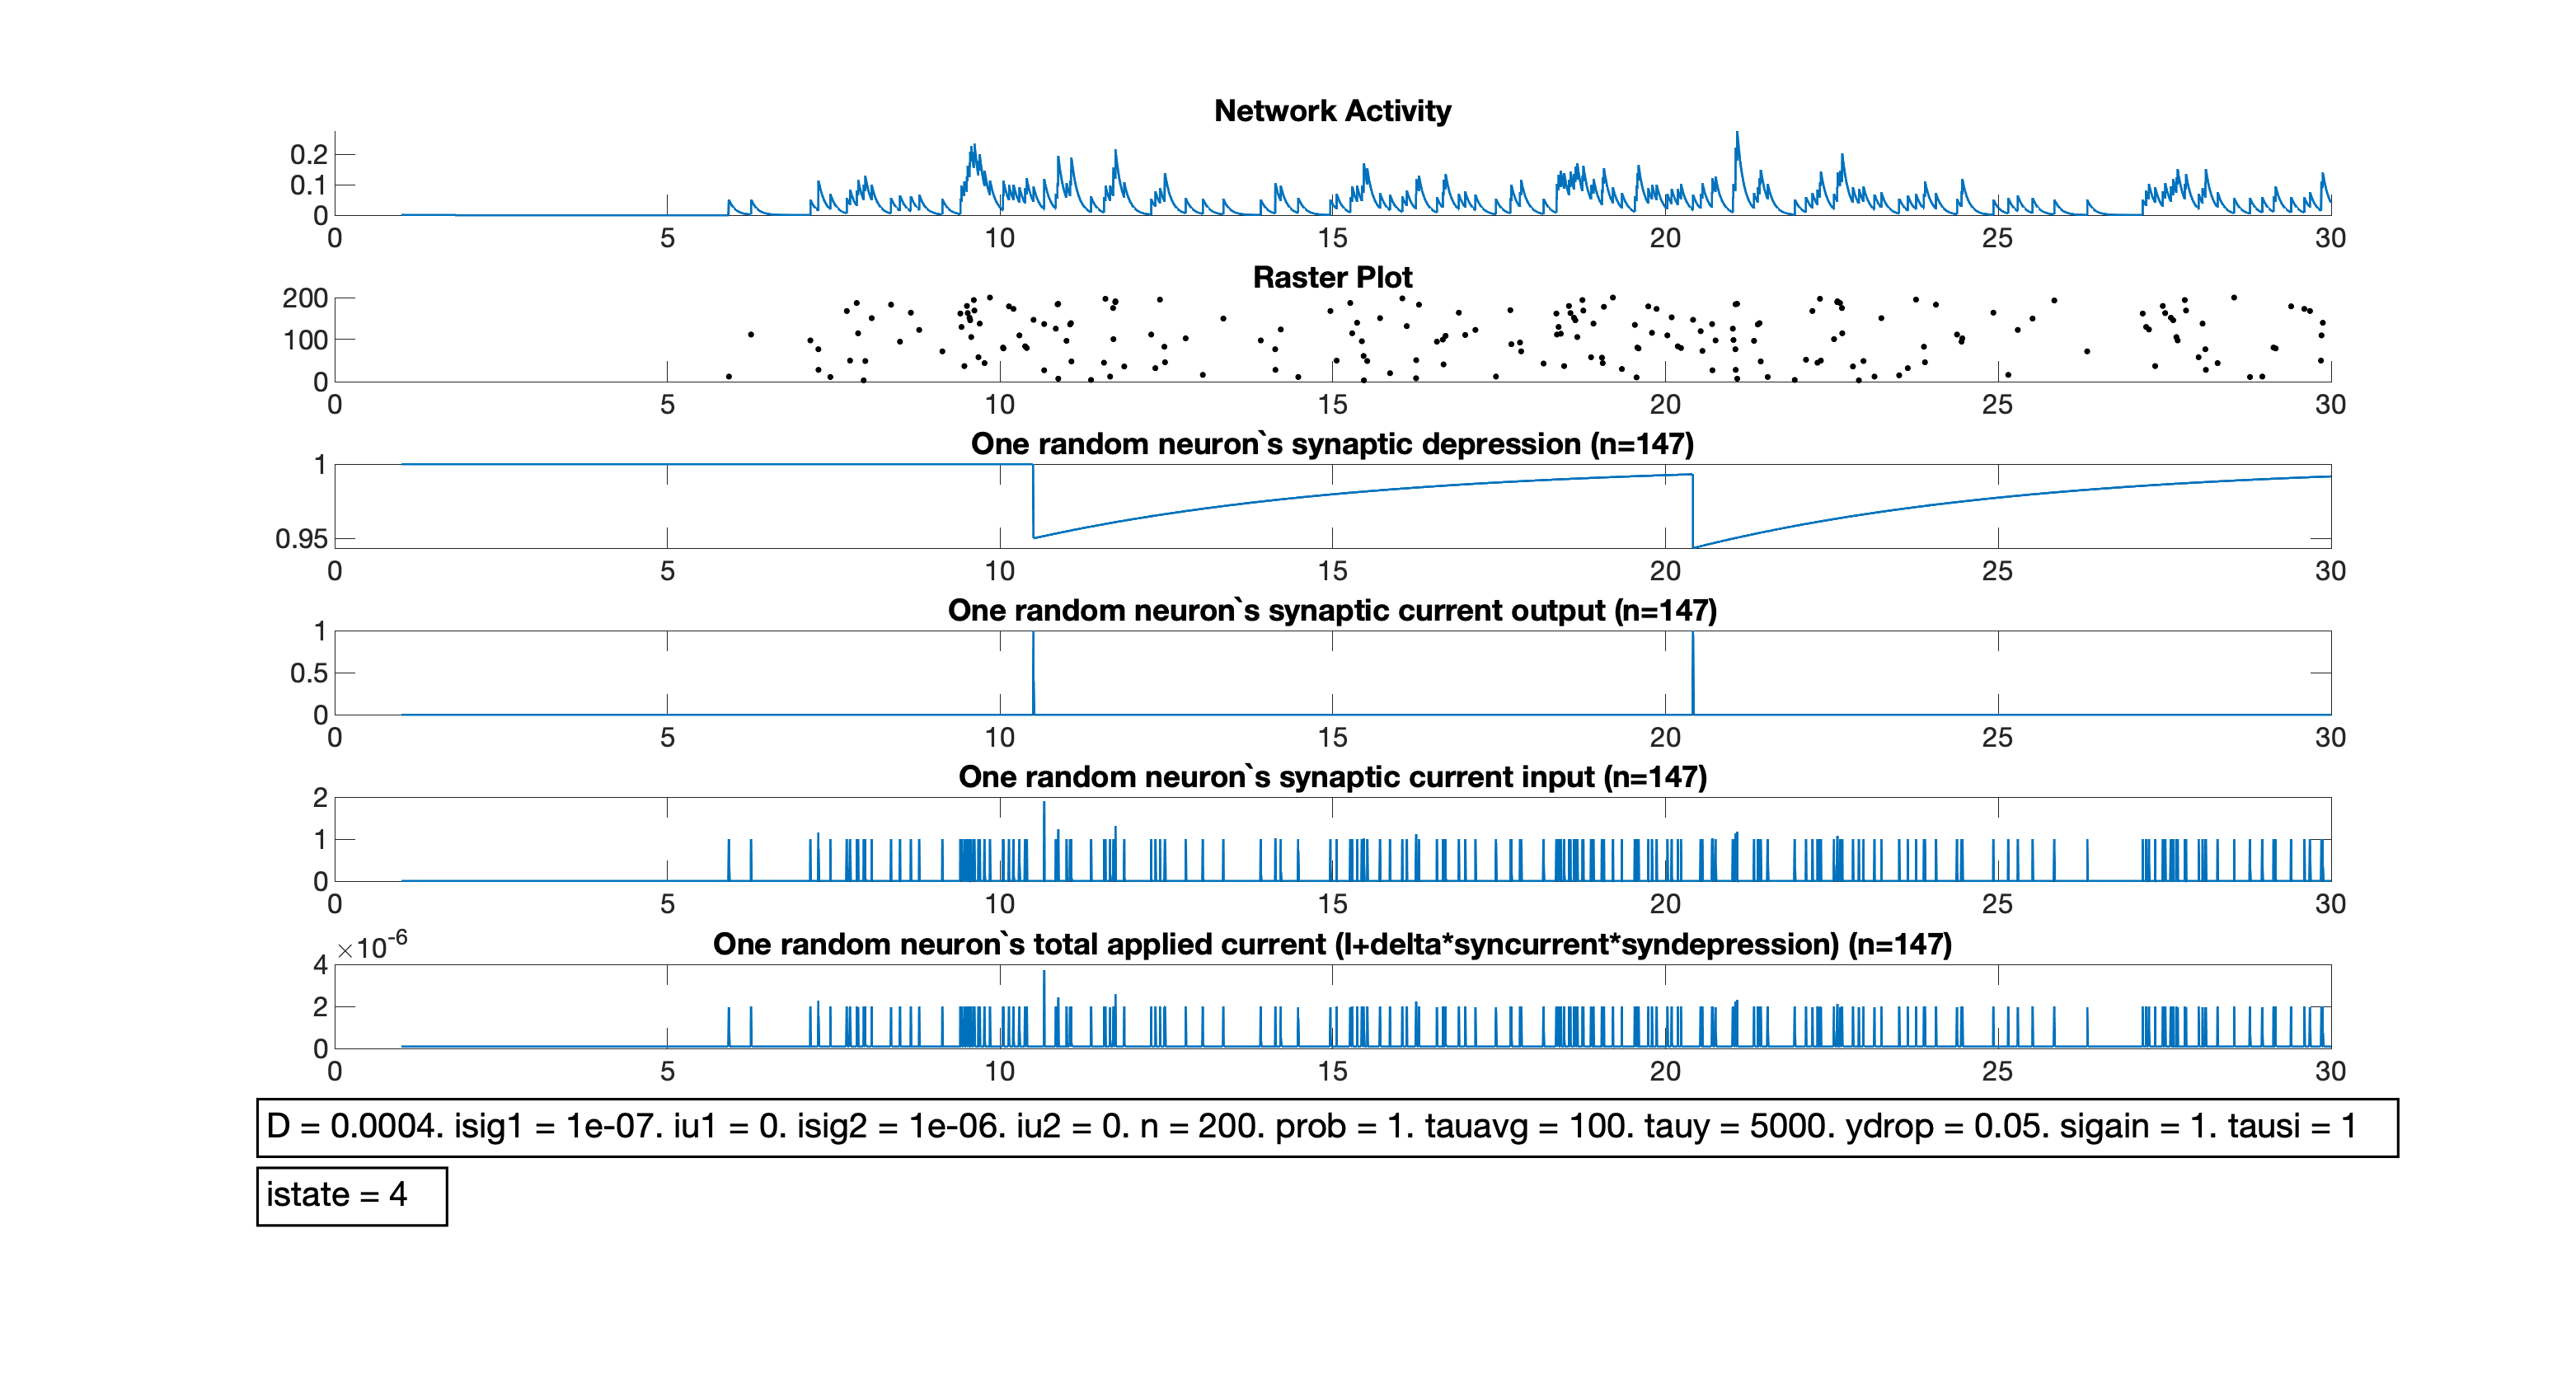 Network Activity
0.2
0.1
0
0 5 10 15 20 25 30
Raster Plot
200
100
0
0 5 10 15 20 25 30
One random neuron`s synaptic depression (n=147)
1
0.95
0 5 10 15 20 25 30
One random neuron`s synaptic current output (n=147)
1
0.5
0
0 5 10 15 20 25 30
One random neuron`s synaptic current input (n=147)
2
1
0
0 5 10 15 20 25 30
×10^-6
One random neuron`s total applied current (I+delta*syncurrent*syndepression) (n=147)
4
2
0
0 5 10 15 20 25 30
D = 0.0004. isig1 = 1e-07. iu1 = 0. isig2 = 1e-06. iu2 = 0. n = 200. prob = 1. tauavg = 100. tauy = 5000. ydrop = 0.05. sigain = 1. tausi = 1
istate = 4